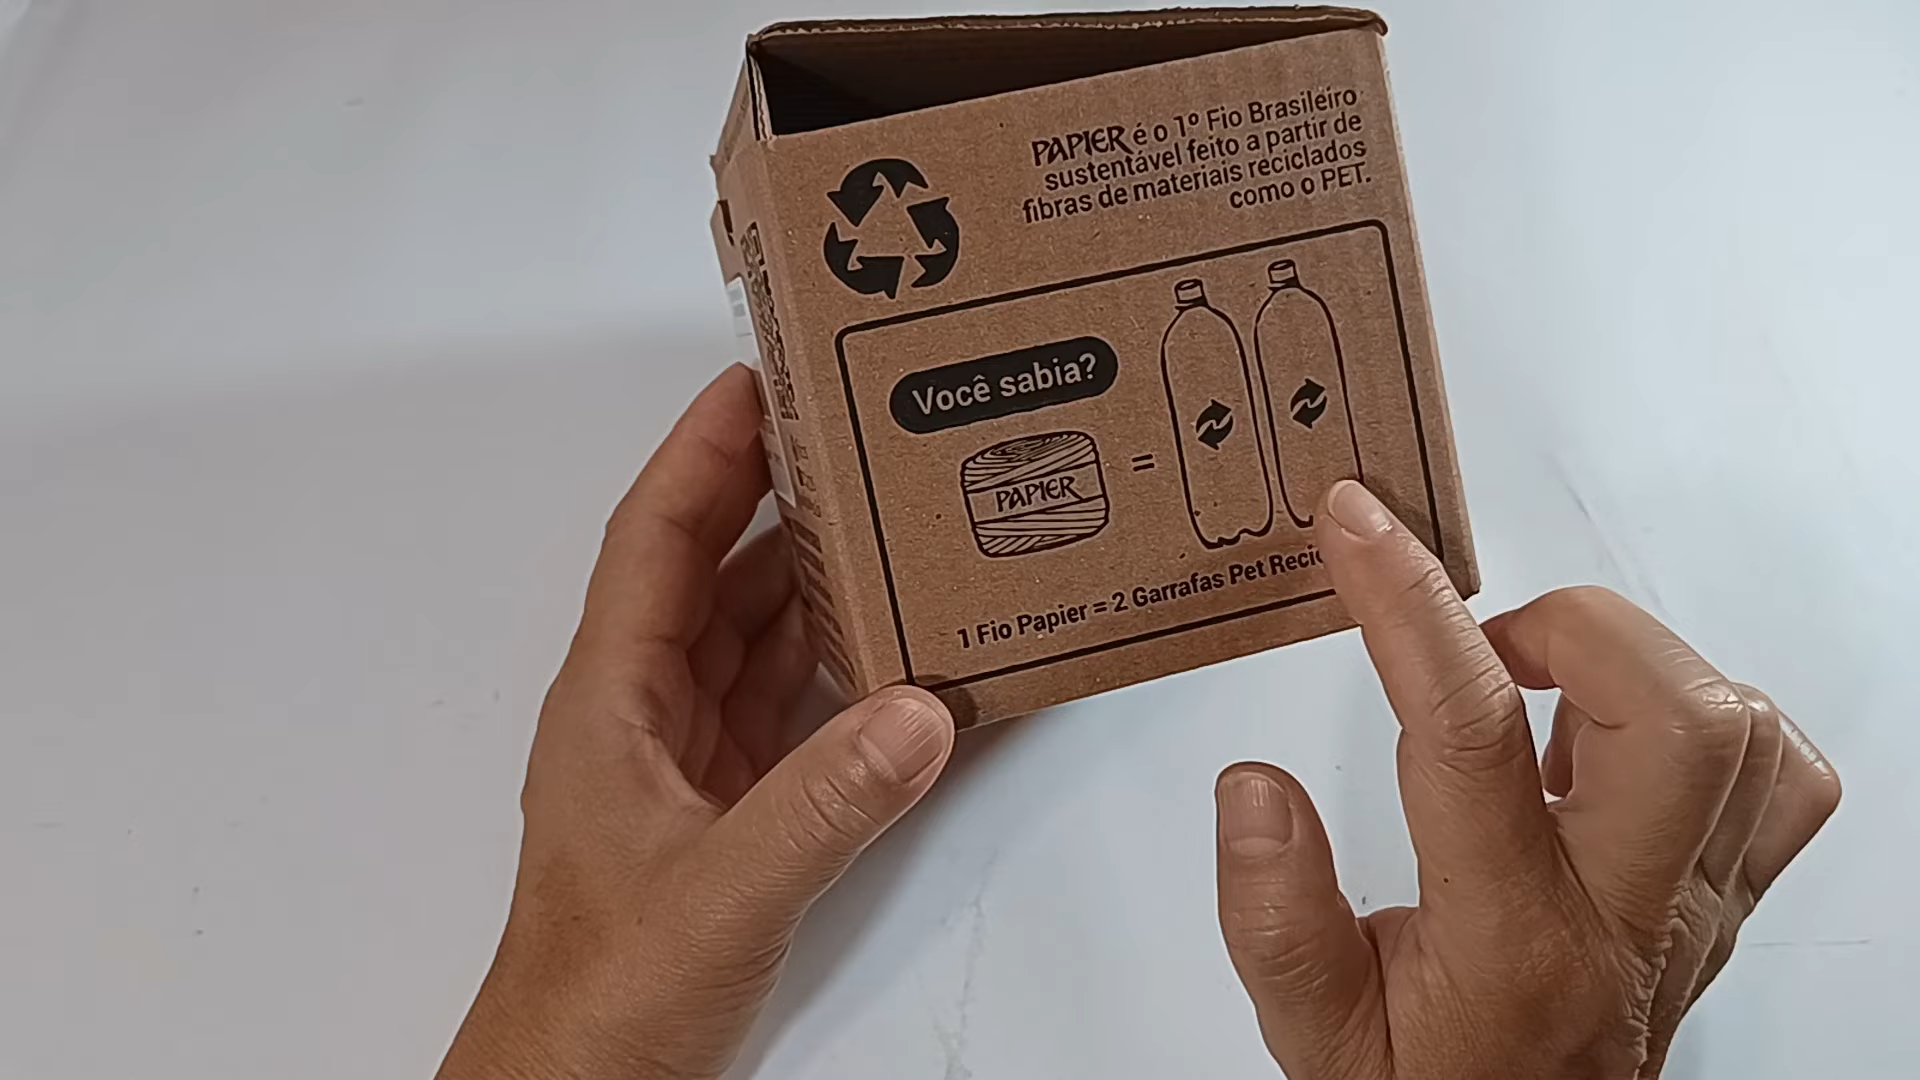 PAPIER é o 1º Fio Brasileiro
sustentável feito a partir de
fibras de materiais reciclados
como o PET.
Você sabia?
PAPIER
=
1 Fio Papier = 2 Garrafas Pet